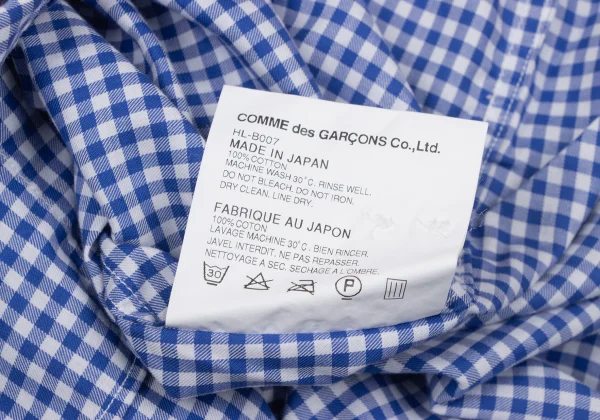 COMME des GARÇONS Co.,Ltd.
HL-B007
MADE IN JAPAN
100% COTTON
MACHINE WASH 30°C. RINSE WELL.
DO NOT BLEACH. DO NOT IRON.
DRY CLEAN. LINE DRY.
FABRIQUE AU JAPON
100% COTON
LAVAGE MACHINE 30°C. BIEN RINCER.
JAVEL INTERDIT. NE PAS REPASSER.
NETTOYAGE A SEC. SECHAGE A L'OMBRE.
30 P